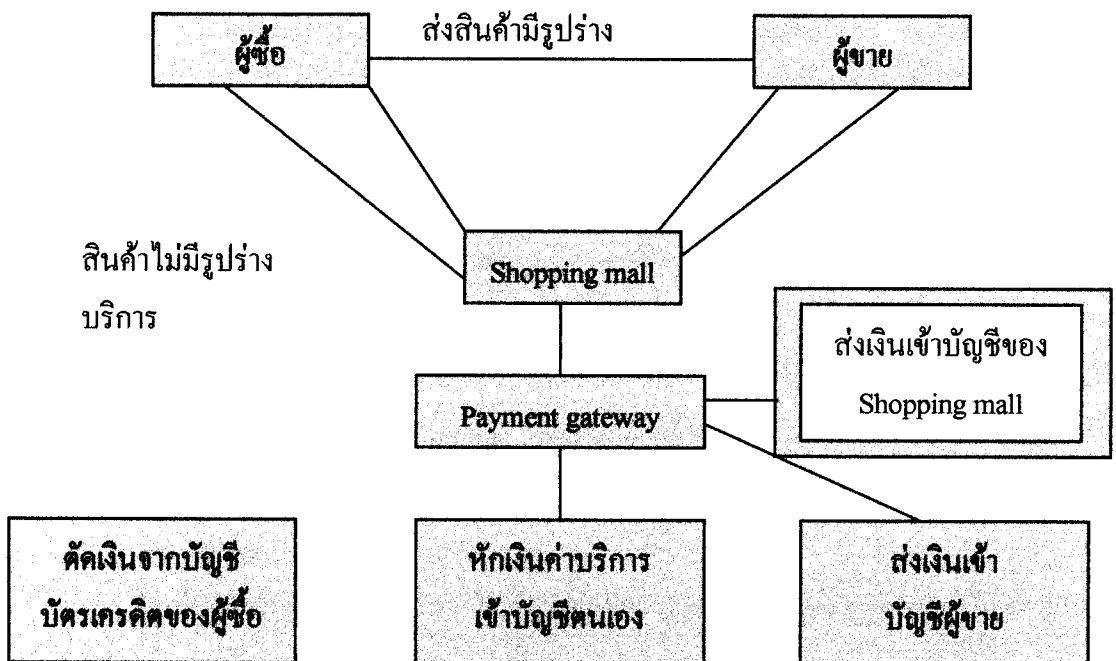 ส่งสินค้ามีรูปร่าง
ผู้ซื้อ
ผู้ขาย
สินค้าไม่มีรูปร่าง
บริการ
Shopping mall
ส่งเงินเข้าบัญชีของ
Shopping mall
Payment gateway
ตัดเงินจากบัญชี
บัตรเครดิตของผู้ซื้อ
หักเงินค่าบริการ
เข้าบัญชีตนเอง
ส่งเงินเข้า
บัญชีผู้ขาย